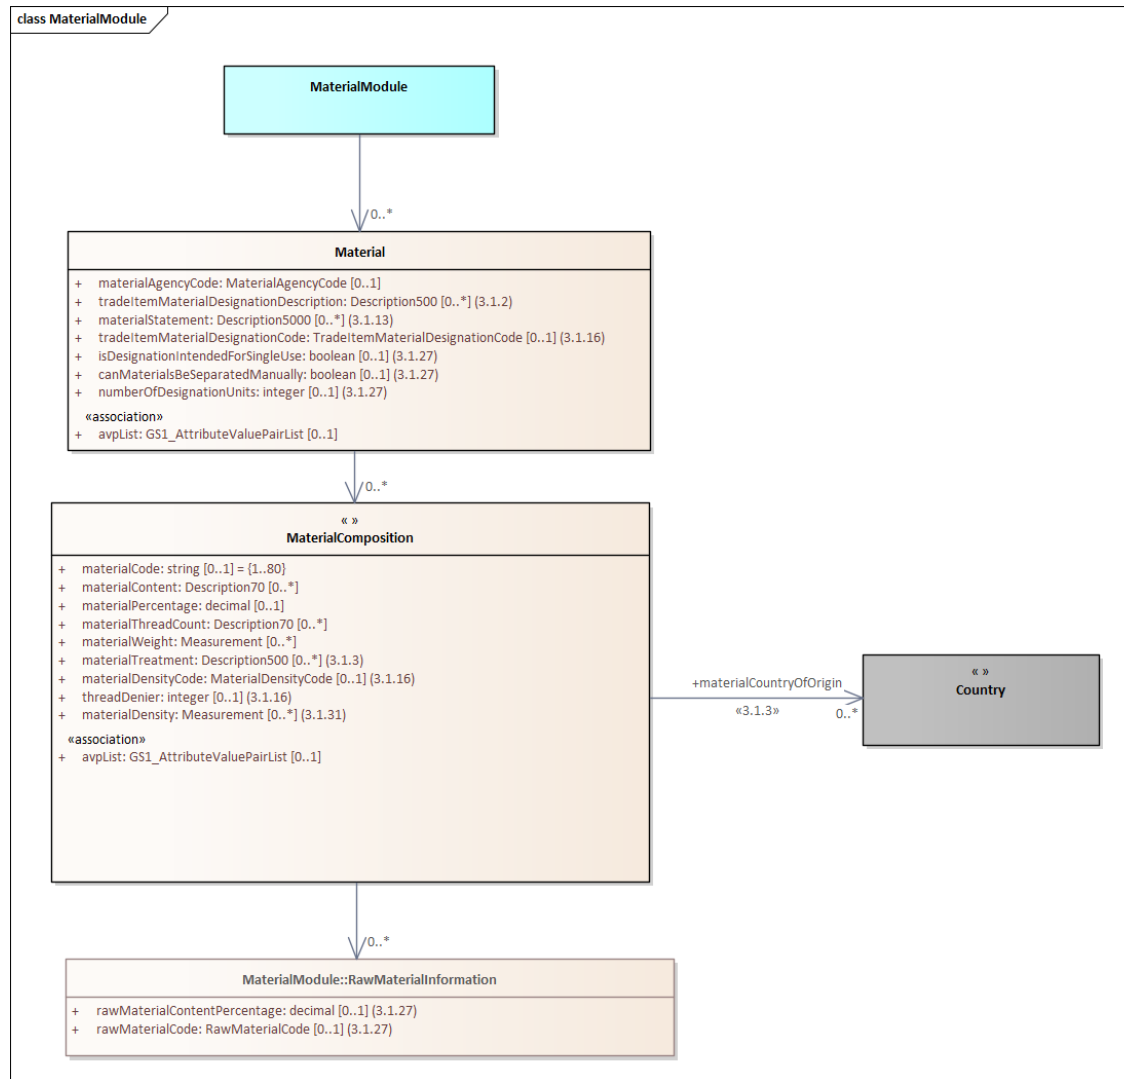 class MaterialModule
MaterialModule
0..*
Material
+ materialAgencyCode: MaterialAgencyCode [0..1]
+ tradeItemMaterialDesignationDescription: Description500 [0..*] (3.1.2)
+ materialStatement: Description5000 [0..*] (3.1.13)
+ tradeItemMaterialDesignationCode: TradeItemMaterialDesignationCode [0..1] (3.1.16)
+ isDesignationIntendedForSingleUse: boolean [0..1] (3.1.27)
+ canMaterialsBeSeparatedManually: boolean [0..1] (3.1.27)
+ numberOfDesignationUnits: integer [0..1] (3.1.27)
«association»
+ avpList: GS1_AttributeValuePairList [0..1]
0..*
« »
MaterialComposition
+ materialCode: string [0..1] = {1..80}
+ materialContent: Description70 [0..*]
+ materialPercentage: decimal [0..1]
+ materialThreadCount: Description70 [0..*]
+ materialWeight: Measurement [0..*]
+ materialTreatment: Description500 [0..*] (3.1.3)
+ materialDensityCode: MaterialDensityCode [0..1] (3.1.16)
+ threadDenier: integer [0..1] (3.1.16)
+ materialDensity: Measurement [0..*] (3.1.31)
«association»
+ avpList: GS1_AttributeValuePairList [0..1]
+materialCountryOfOrigin
«3.1.3»
0..*
« »
Country
0..*
MaterialModule::RawMaterialInformation
+ rawMaterialContentPercentage: decimal [0..1] (3.1.27)
+ rawMaterialCode: RawMaterialCode [0..1] (3.1.27)